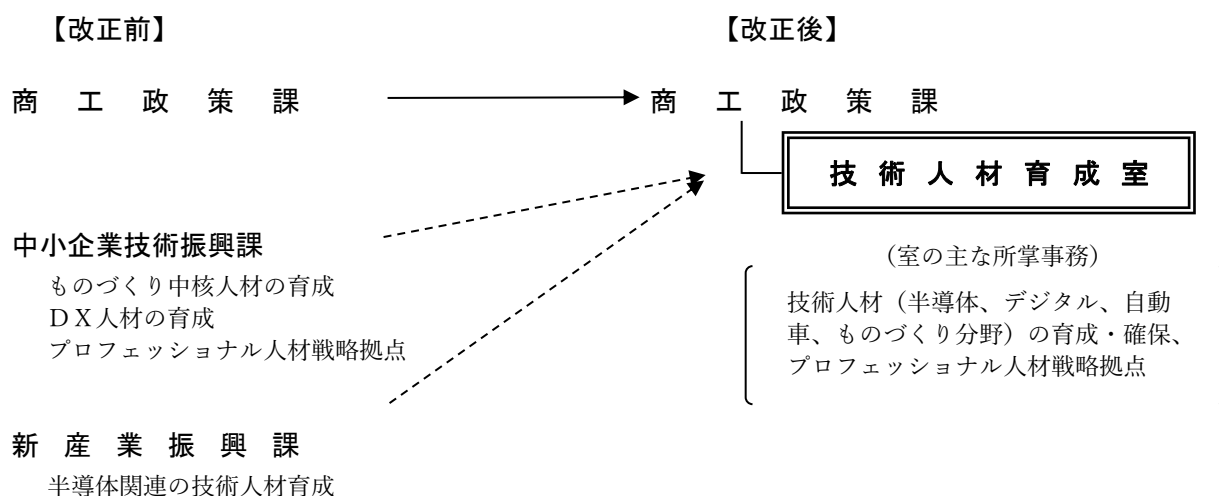 【改正前】
【改正後】
商工政策課
商工政策課
技術人材育成室
中小企業技術振興課
ものづくり中核人材の育成
ＤＸ人材の育成
プロフェッショナル人材戦略拠点
（室の主な所掌事務）
技術人材（半導体、デジタル、自動
車、ものづくり分野）の育成・確保、
プロフェッショナル人材戦略拠点
新産業振興課
半導体関連の技術人材育成